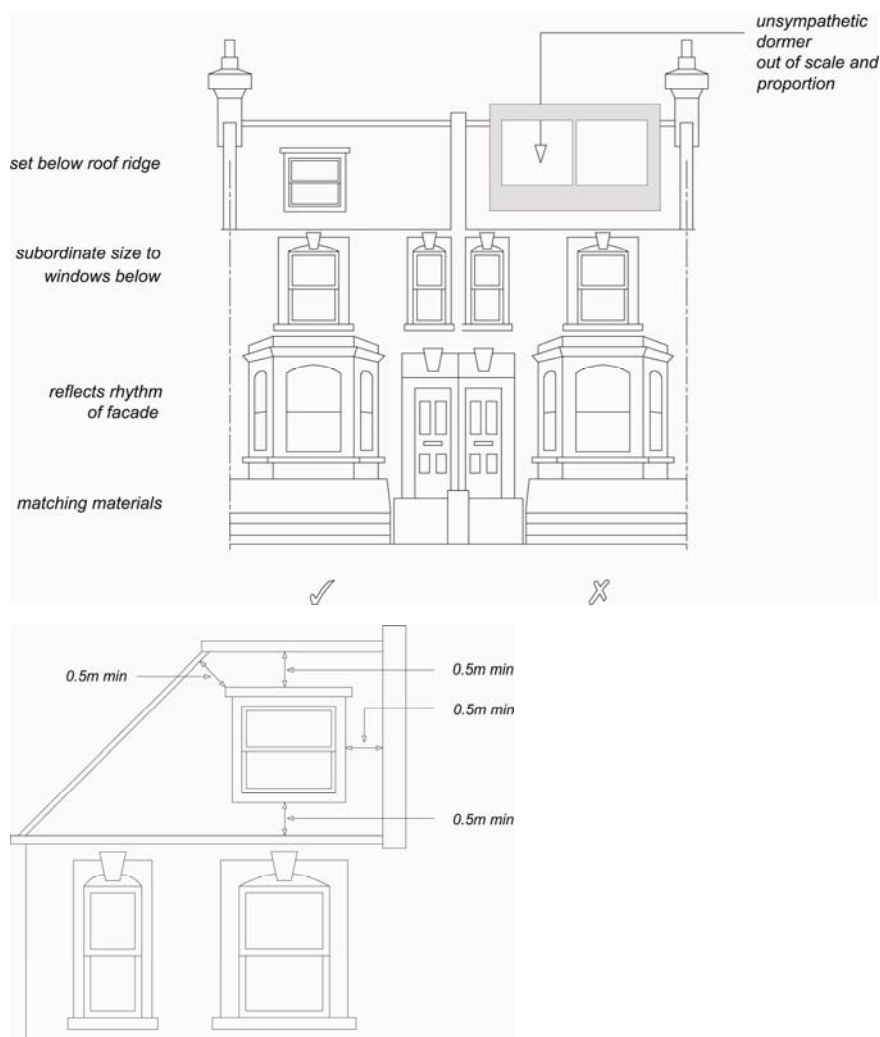 unsympathetic
dormer
out of scale and
proportion
set below roof ridge
subordinate size to
windows below
reflects rhythm
of facade
matching materials
✓
✗
0.5m min
0.5m min
0.5m min
0.5m min